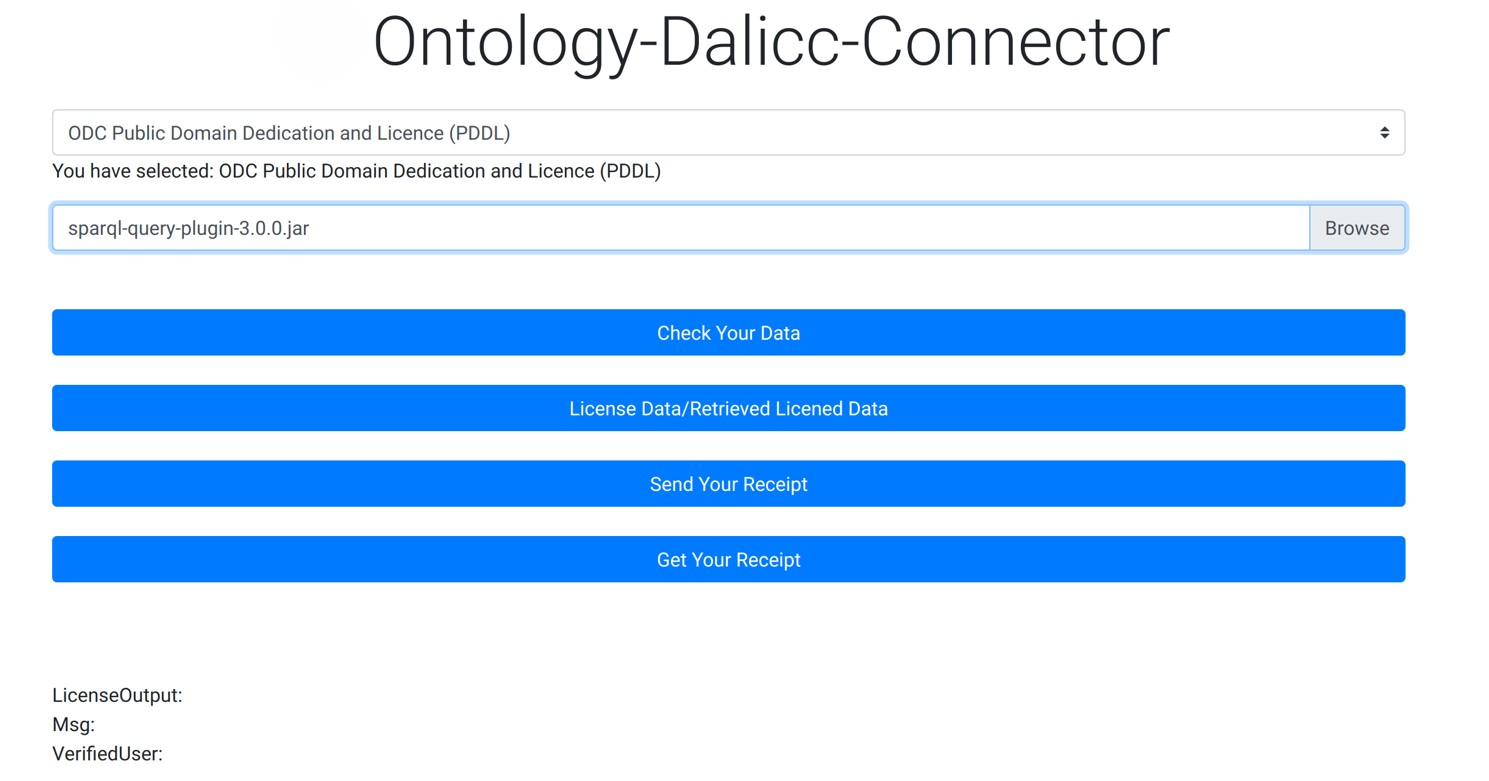 Ontology-Dalicc-Connector
ODC Public Domain Dedication and Licence (PDDL)
You have selected: ODC Public Domain Dedication and Licence (PDDL)
sparql-query-plugin-3.0.0.jar
Browse
Check Your Data
License Data/Retrieved Licened Data
Send Your Receipt
Get Your Receipt
LicenseOutput:
Msg:
VerifiedUser: